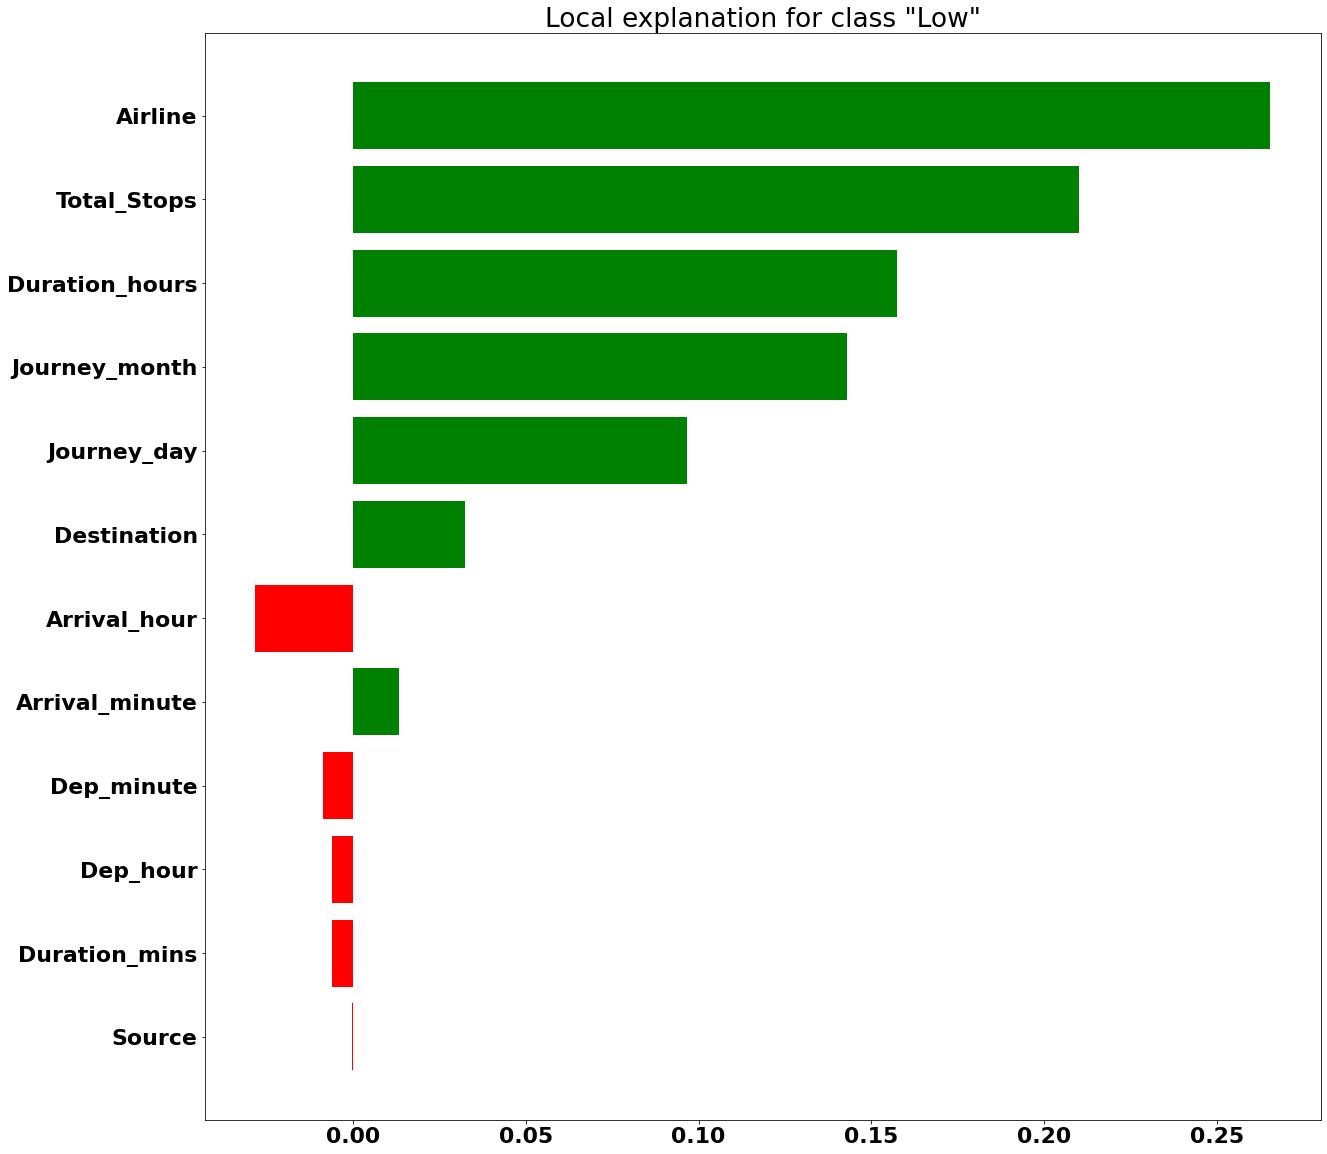 Local explanation for class "Low"
Airline
Total_Stops
Duration_hours
Journey_month
Journey_day
Destination
Arrival_hour
Arrival_minute
Dep_minute
Dep_hour
Duration_mins
Source
0.00 0.05 0.10 0.15 0.20 0.25